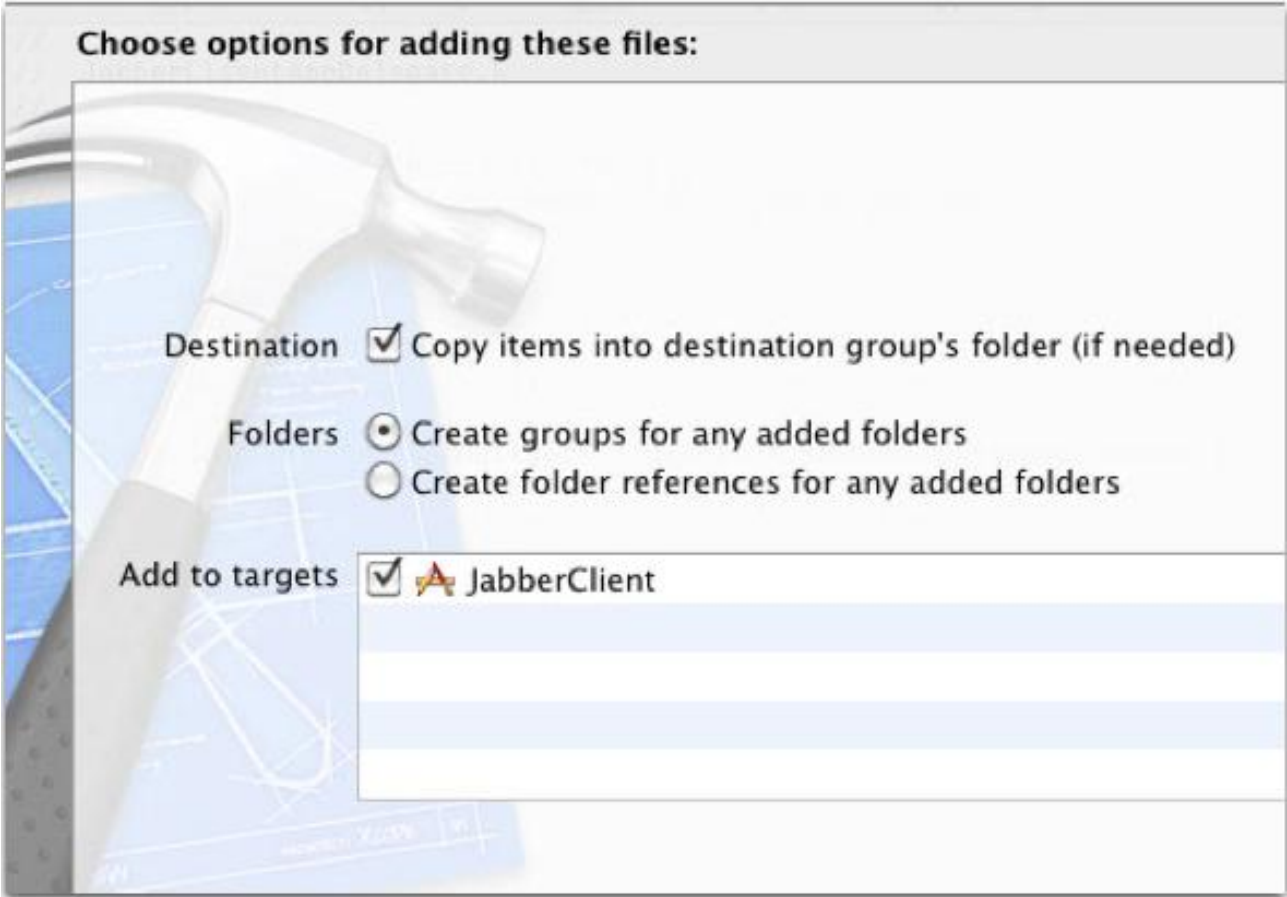 Choose options for adding these files:
Destination Copy items into destination group's folder (if needed)
Folders Create groups for any added folders
Create folder references for any added folders
Add to targets JabberClient